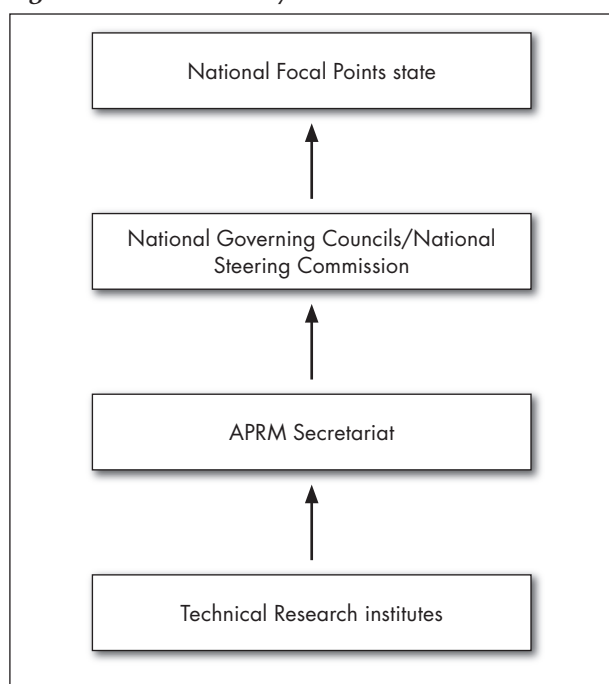 National Focal Points state
National Governing Councils/National
Steering Commission
APRM Secretariat
Technical Research institutes